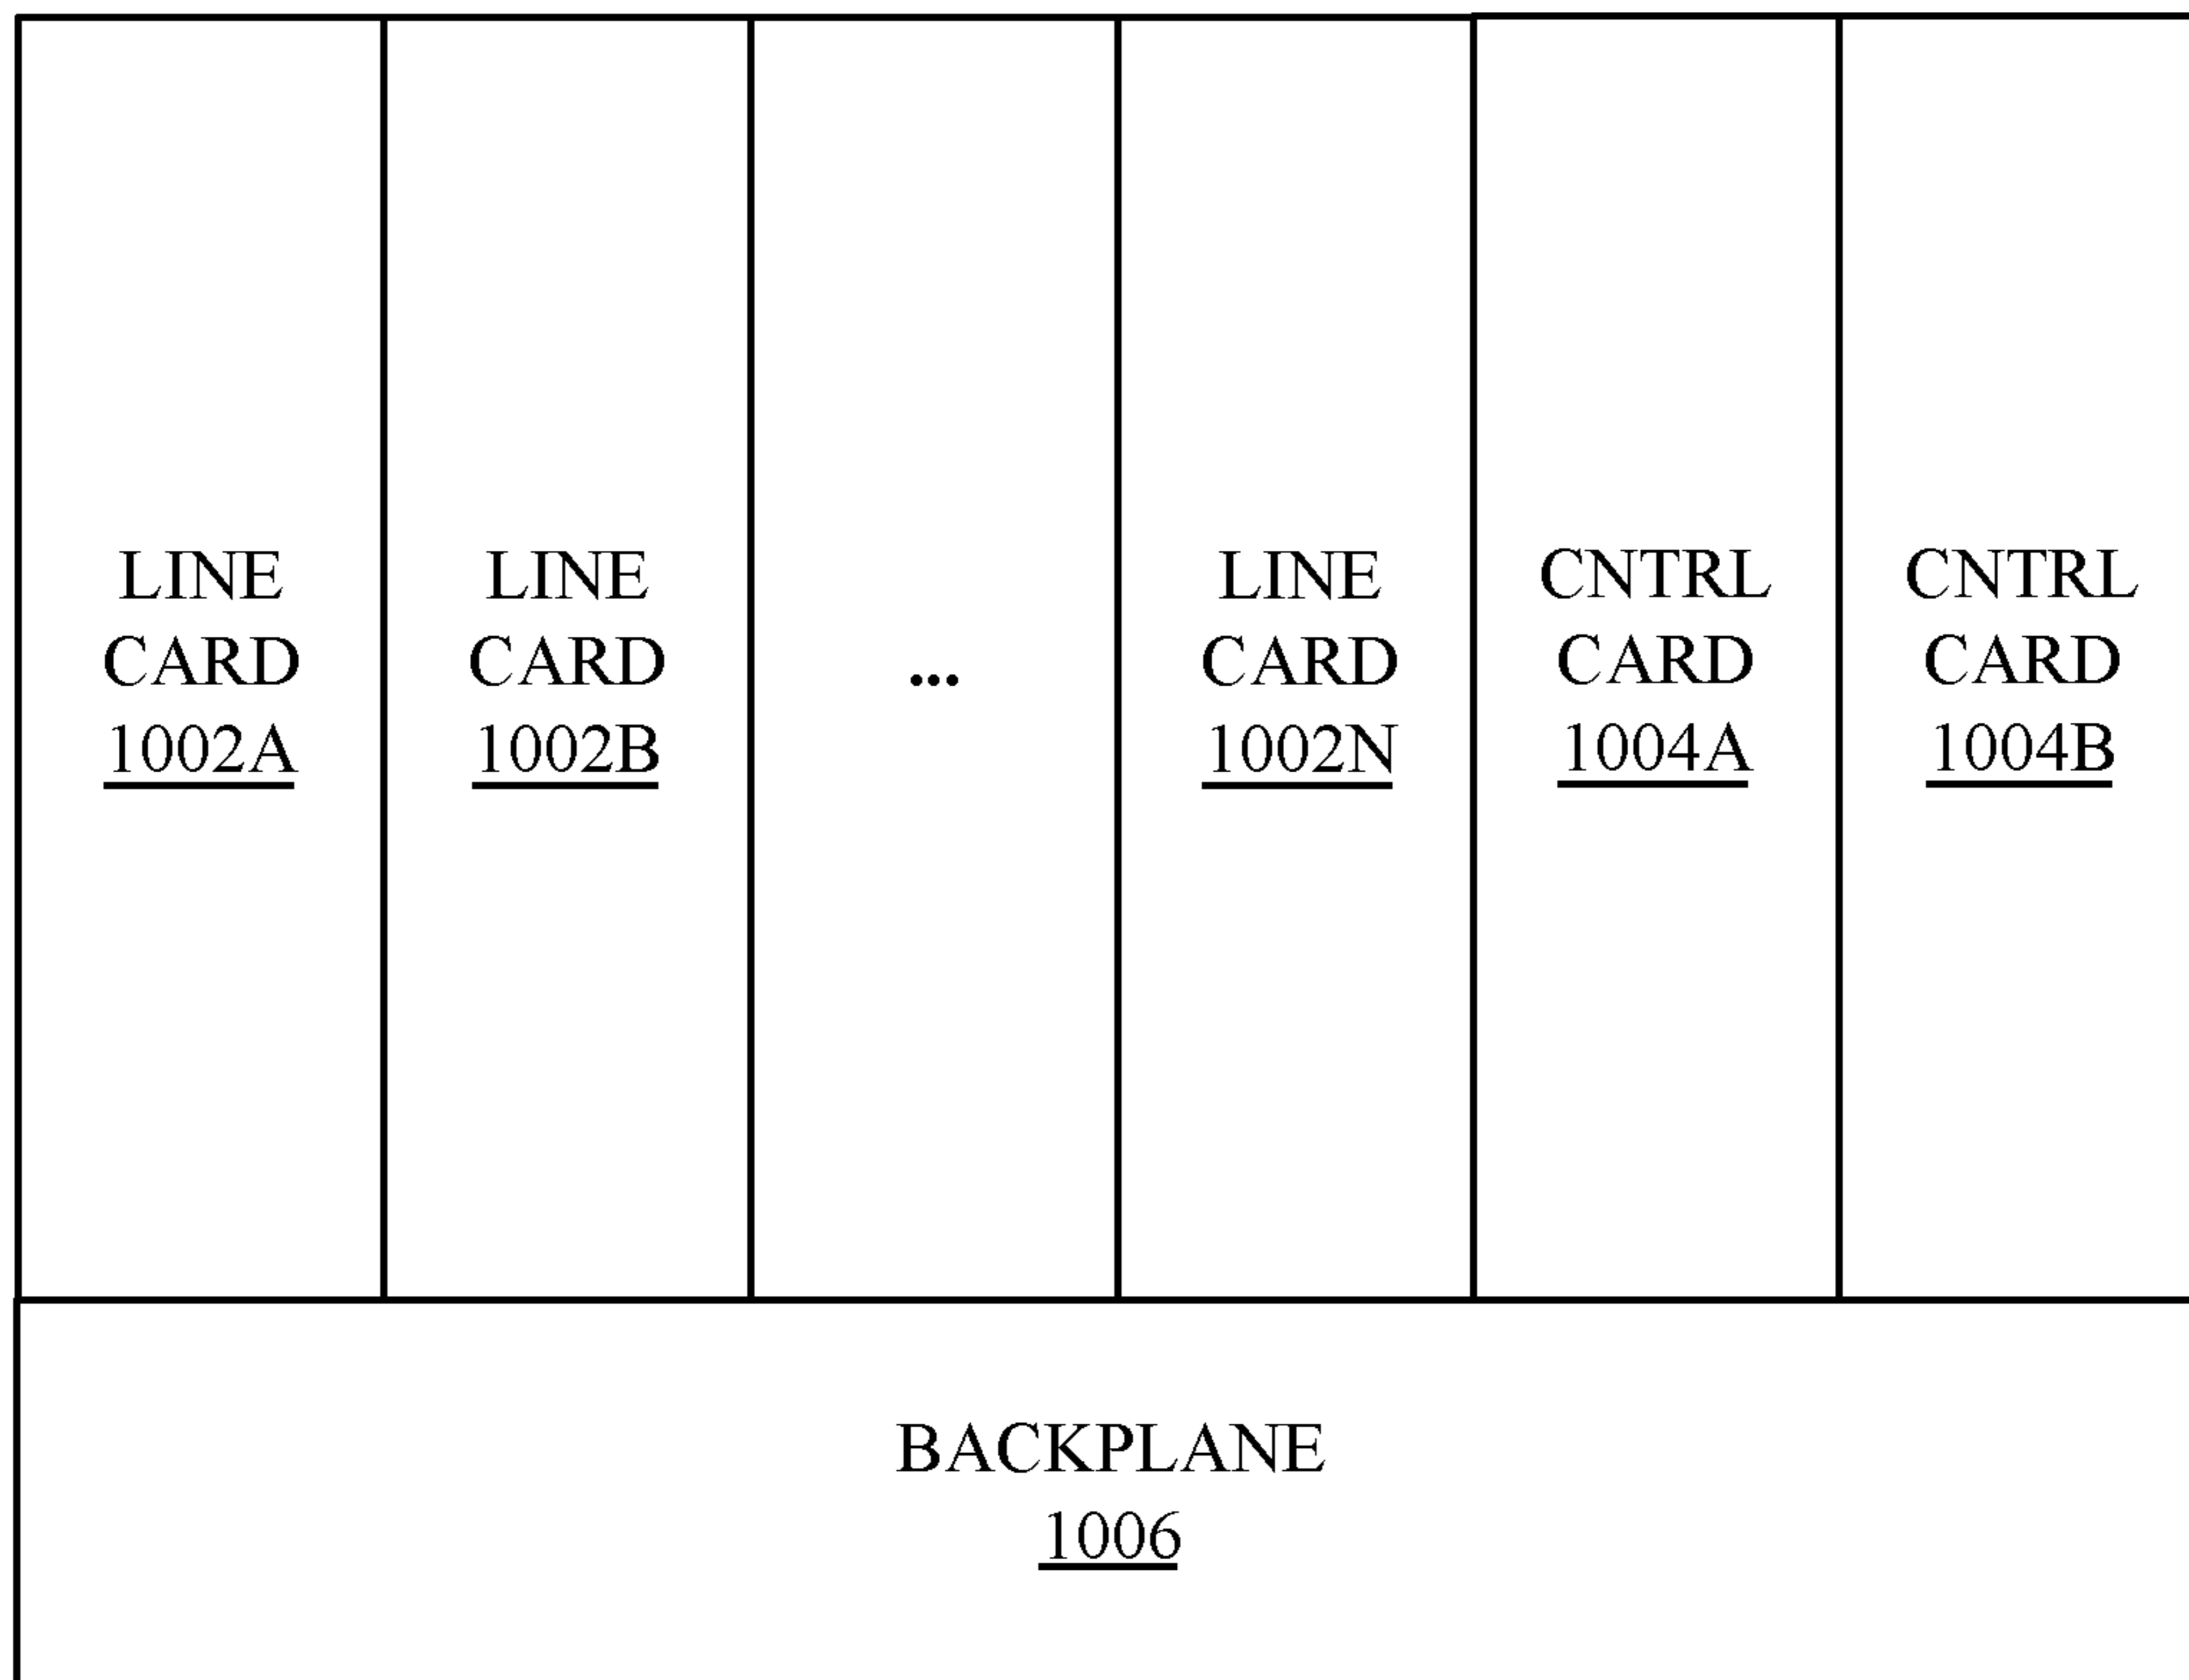 LINE
CARD
1002A
LINE
CARD
1002B
...
LINE
CARD
1002N
CNTRL
CARD
1004A
CNTRL
CARD
1004B
BACKPLANE
1006